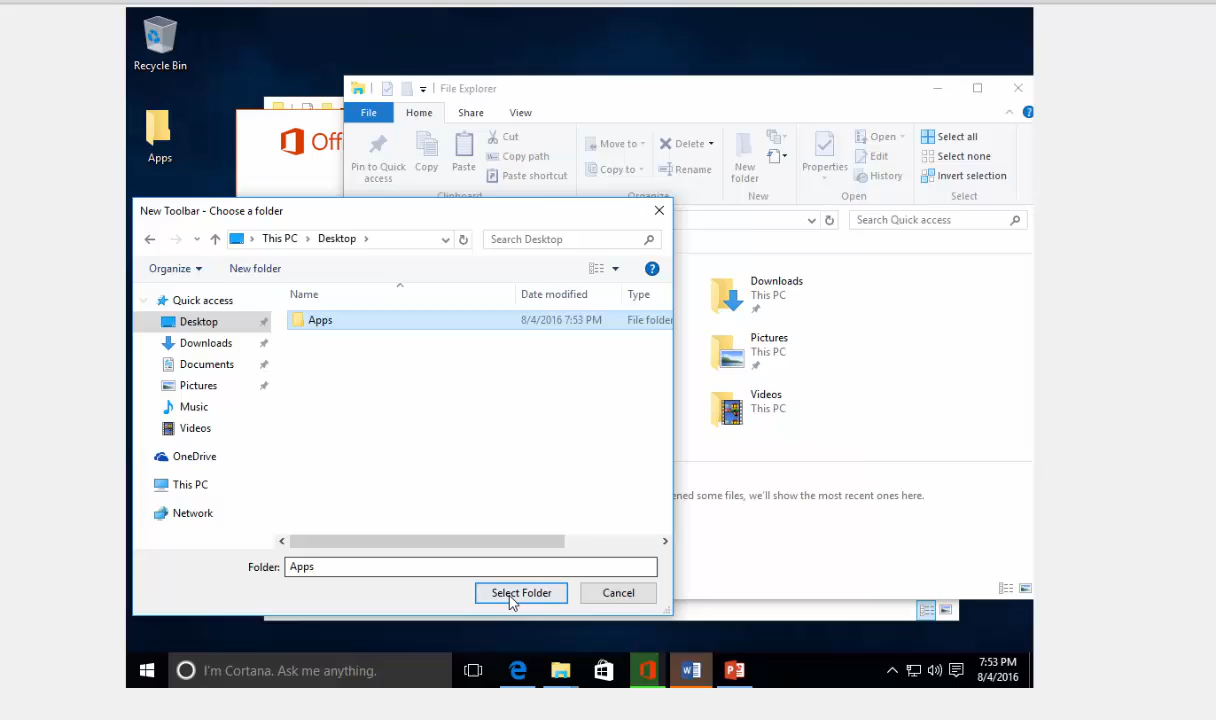 Recycle Bin
Apps
Off
File Explorer
File Home Share View
Pin to Quick access
Copy
Paste
Cut
Copy path
Paste shortcut
Move to
Copy to
Delete
Rename
New folder
Properties
Open
Edit
History
Select all
Select none
Invert selection
Clipboard Organize New Open Select
New Toolbar - Choose a folder
This PC > Desktop >
Search Desktop
Search Quick access
Organize New folder
Name Date modified Type
Apps 8/4/2016 7:53 PM File folder
Quick access
Desktop
Downloads
Documents
Pictures
Music
Videos
OneDrive
This PC
Network
Downloads
This PC
Pictures
This PC
Videos
This PC
ened some files, we'll show the most recent ones here.
Folder: Apps
Select Folder Cancel
I'm Cortana. Ask me anything.
7:53 PM
8/4/2016